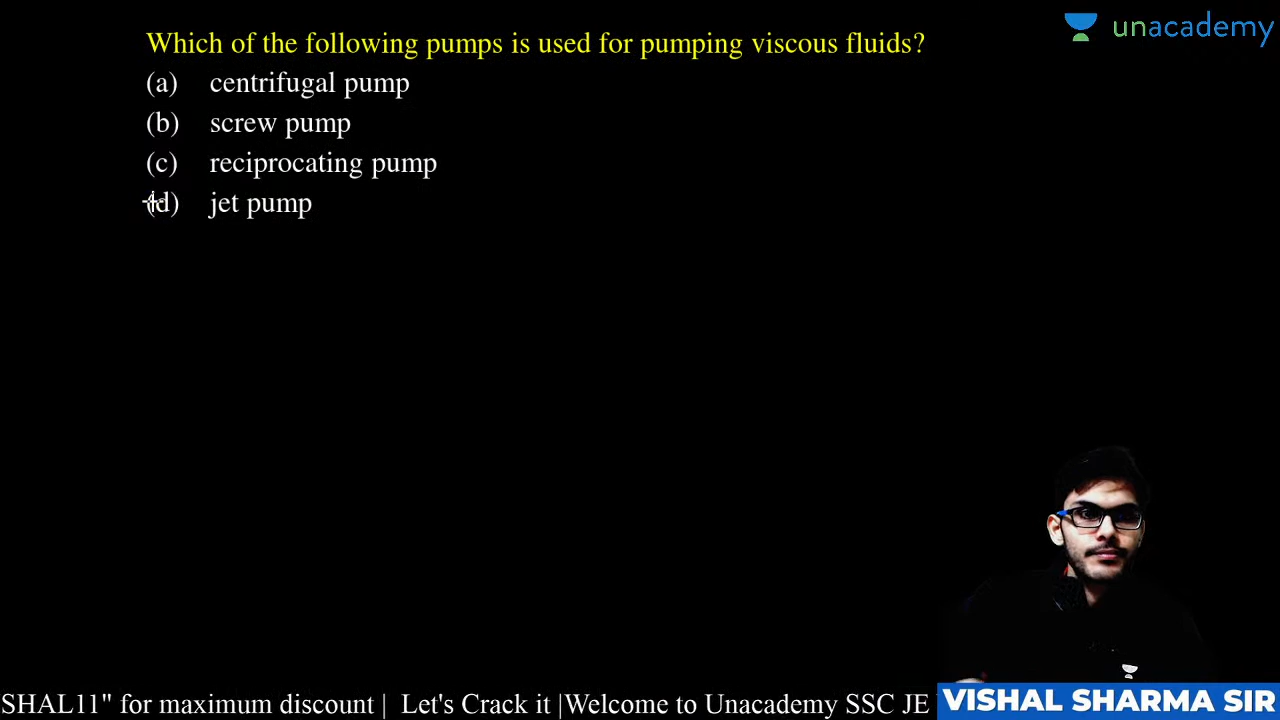 unacademy
Which of the following pumps is used for pumping viscous fluids?
(a) centrifugal pump
(b) screw pump
(c) reciprocating pump
(d) jet pump
SHAL11" for maximum discount | Let's Crack it |Welcome to Unacademy SSC JE
VISHAL SHARMA SIR